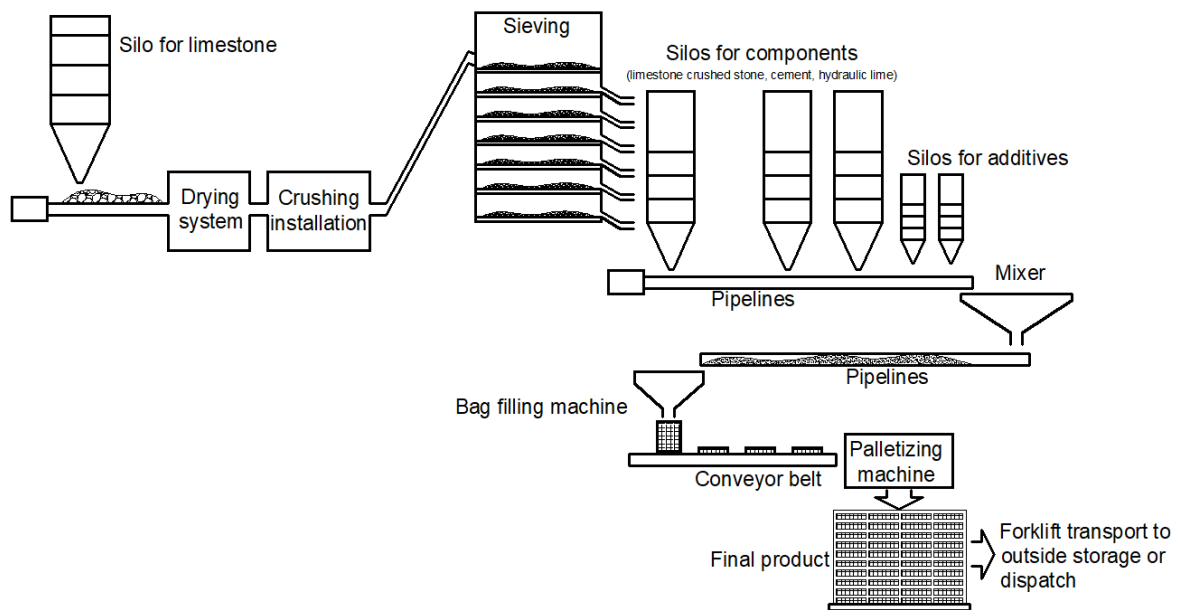 Silo for limestone
Drying
system
Crushing
installation
Sieving
Silos for components
(limestone crushed stone, cement, hydraulic lime)
Silos for additives
Pipelines
Mixer
Pipelines
Bag filling machine
Conveyor belt
Palletizing
machine
Final product
Forklift transport to
outside storage or
dispatch